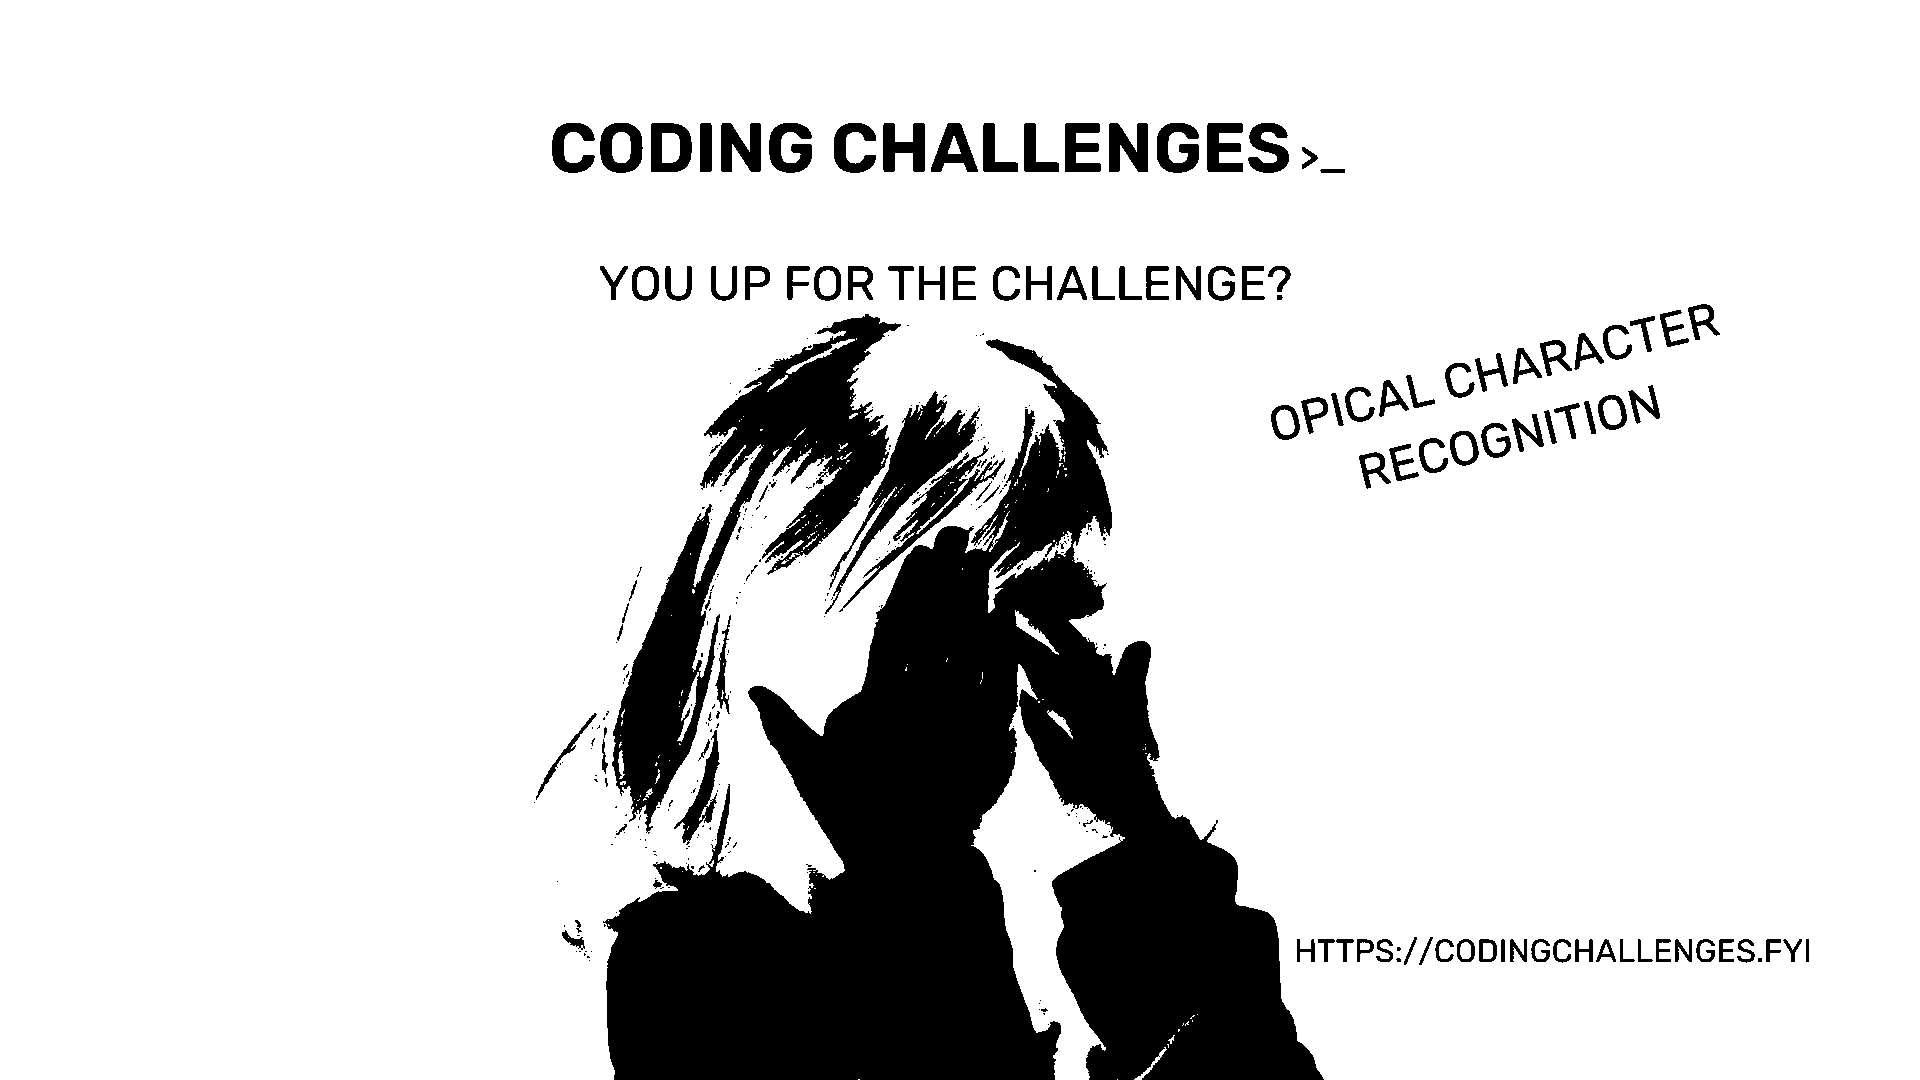 CODING CHALLENGES >_
YOU UP FOR THE CHALLENGE?
OPICAL CHARACTER
RECOGNITION
HTTPS://CODINGCHALLENGES.FYI